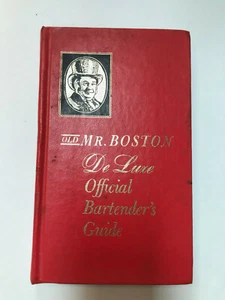 OLD MR. BOSTON
De Luxe
Official
Bartender's
Guide